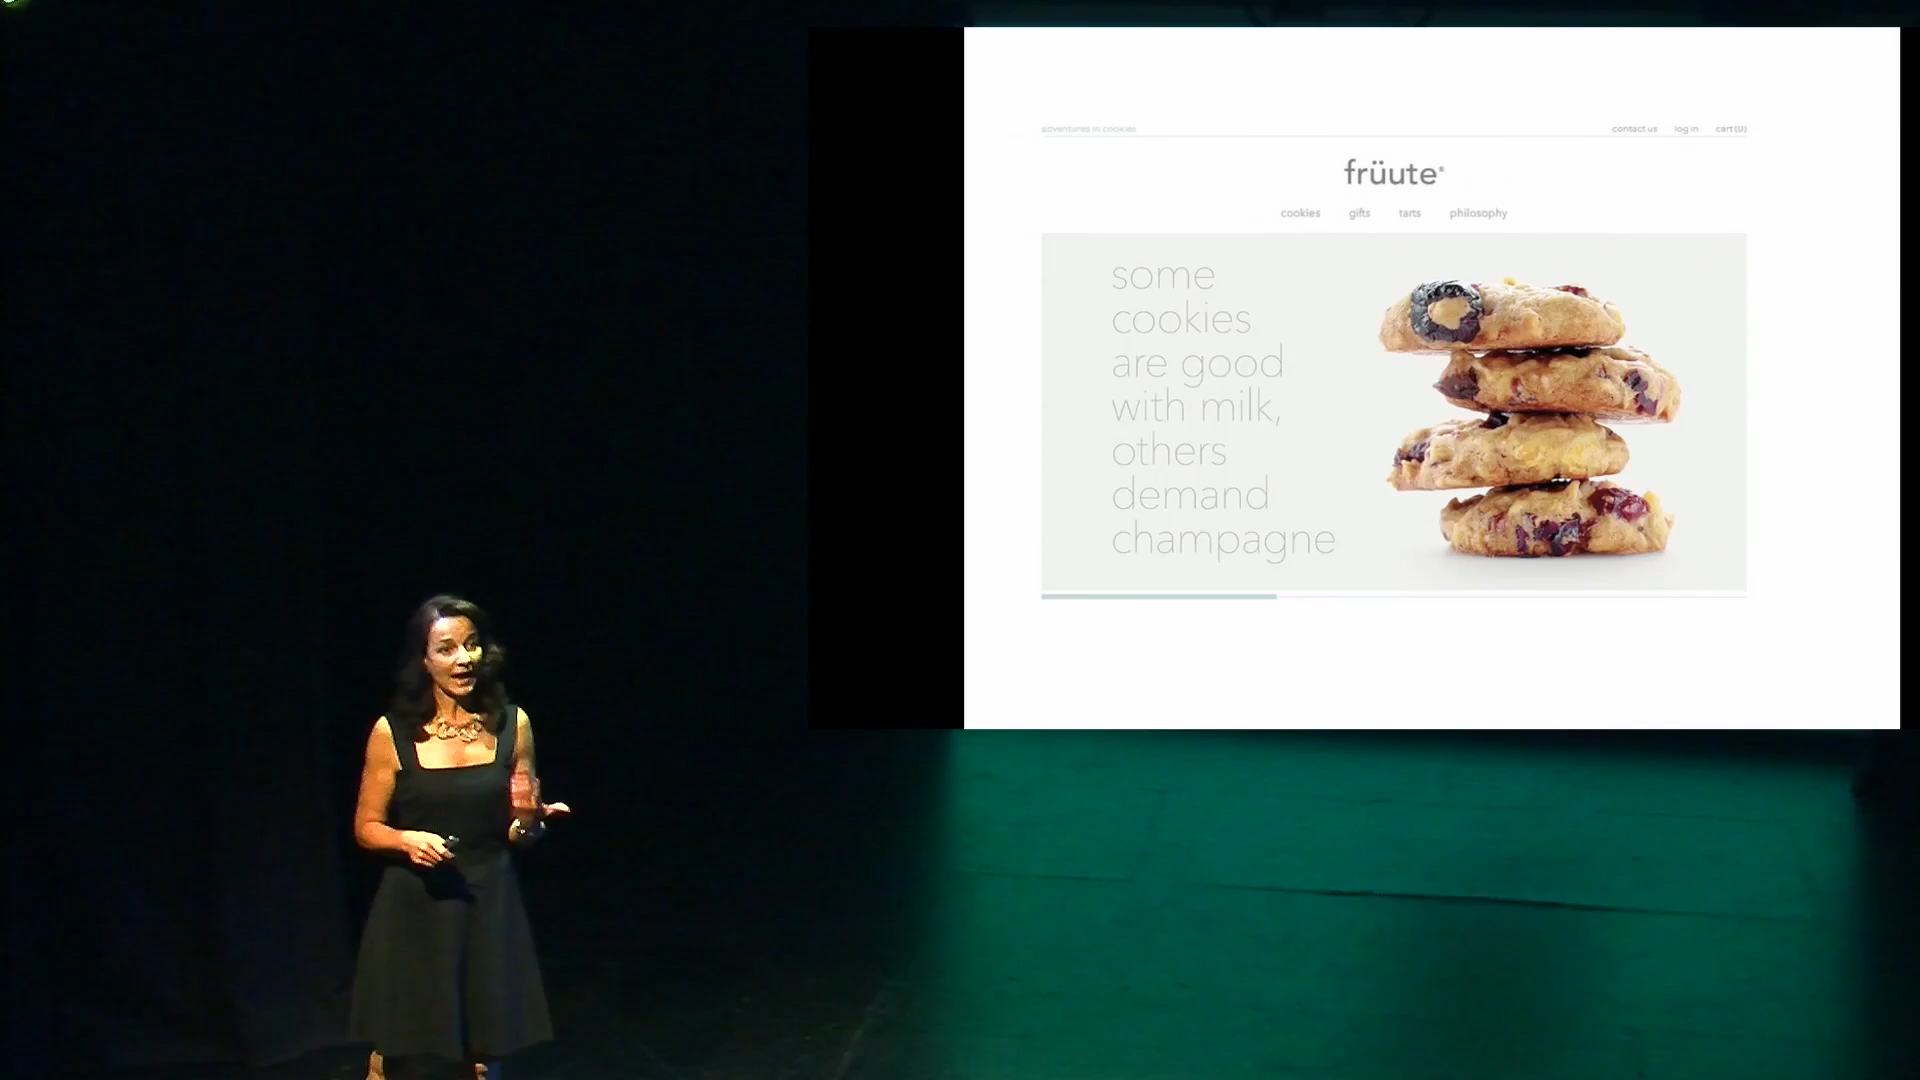 adventures in cookies
contact us log in cart (0)
früute
cookies gifts tarts philosophy
some
cookies
are good
with milk,
others
demand
champagne